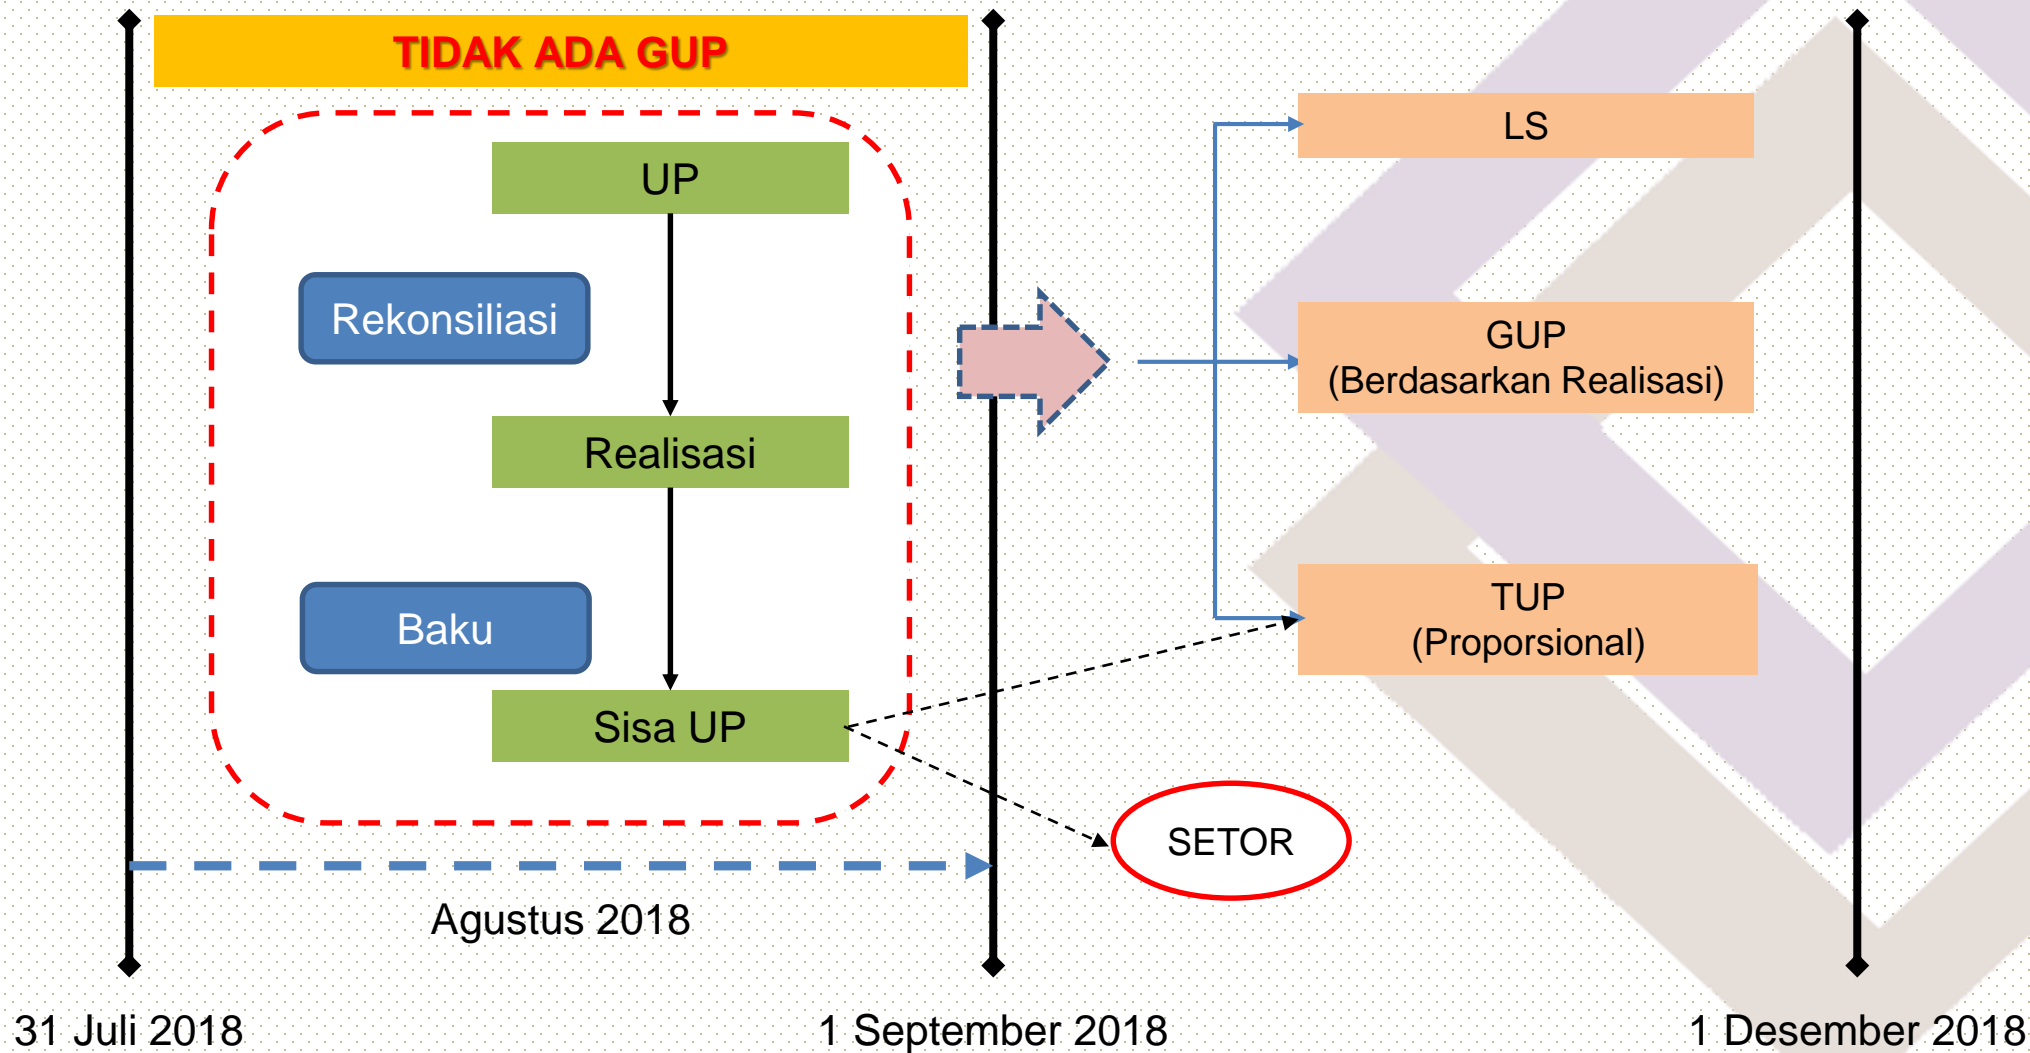 TIDAK ADA GUP
UP
Rekonsiliasi
Realisasi
Baku
Sisa UP
Agustus 2018
LS
GUP
(Berdasarkan Realisasi)
TUP
(Proporsional)
SETOR
31 Juli 2018
1 September 2018
1 Desember 2018